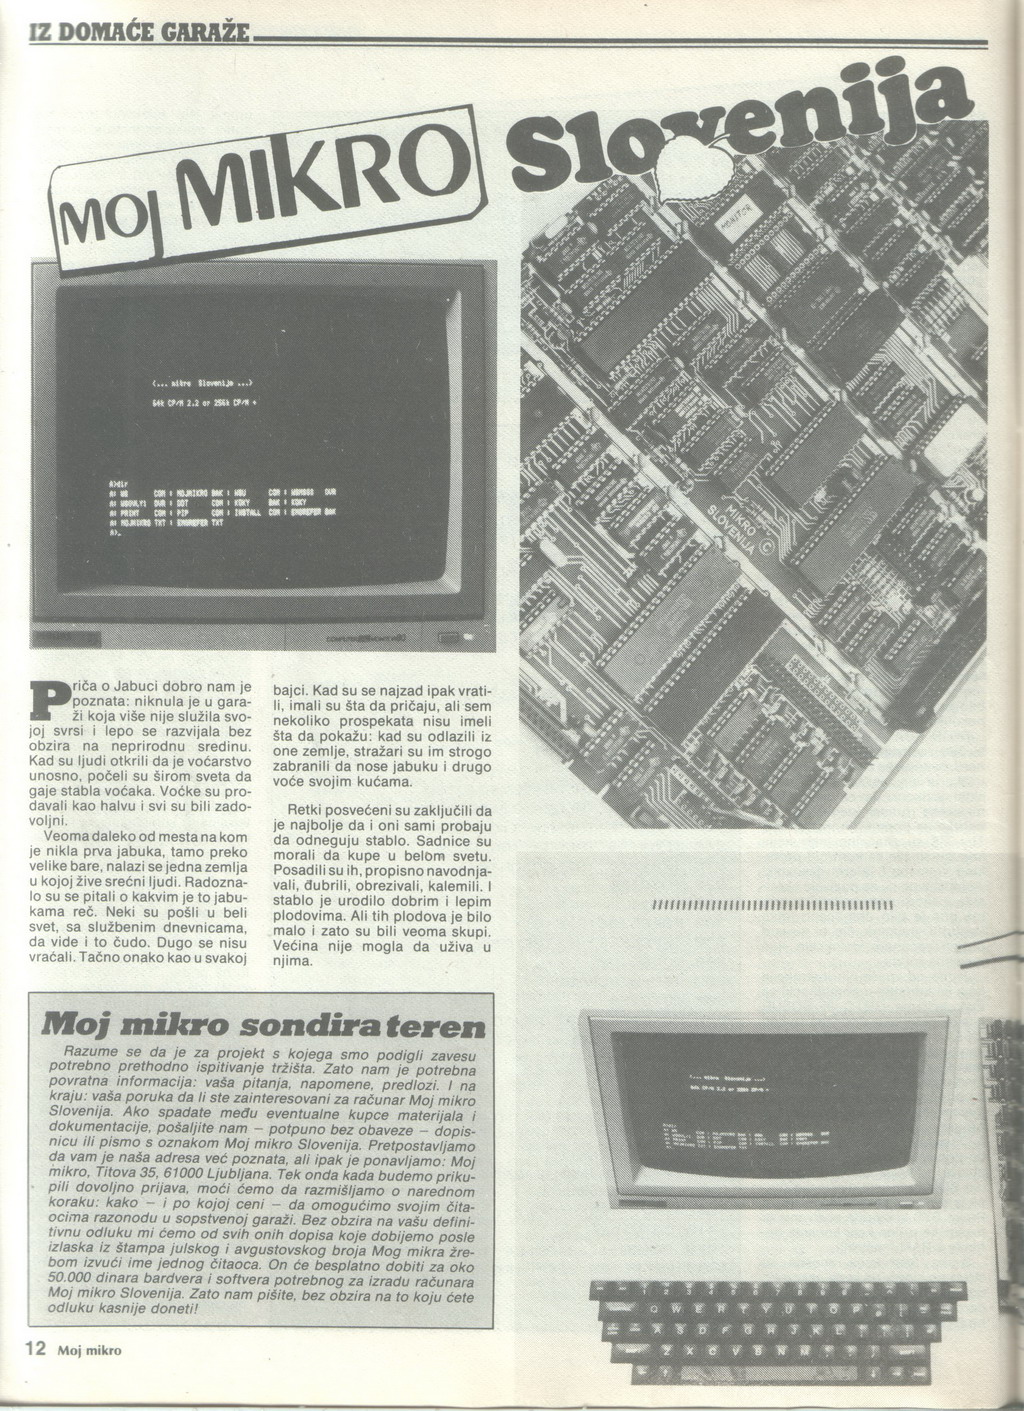 IZ DOMAĆE GARAŽE
MOJ MIKRO
Slovenija
MONITOR
MIKRO
SLOVENIJA ©
<... mikro Slovenija ...>
64k CP/M 2.2 or 256k CP/M +
A>dir
Priča o Jabuci dobro nam je
poznata: niknula je u gara-
ži koja više nije služila svo-
joj svrsi i lepo se razvijala bez
obzira na neprirodnu sredinu.
Kad su ljudi otkrili da je voćarstvo
unosno, počeli su širom sveta da
gaje stabla voćaka. Voćke su pro-
davali kao halvu i svi su bili zado-
voljni.
Veoma daleko od mesta na kom
je nikla prva jabuka, tamo preko
velike bare, nalazi se jedna zemlja
u kojoj žive srećni ljudi. Radozna-
lo su se pitali o kakvim je to jabu-
kama reč. Neki su pošli u beli
svet, sa službenim dnevnicama,
da vide i to čudo. Dugo se nisu
vraćali. Tačno onako kao u svakoj
bajci. Kad su se najzad ipak vrati-
li, imali su šta da pričaju, ali sem
nekoliko prospekata nisu imeli
šta da pokažu: kad su odlazili iz
one zemlje, stražari su im strogo
zabranili da nose jabuku i drugo
voće svojim kućama.
Retki posvećeni su zaključili da
je najbolje da i oni sami probaju
da odneguju stablo. Sadnice su
morali da kupe u belom svetu.
Posadili su ih, propisno navodnja-
vali, đubrili, obrezivali, kalemili. I
stablo je urodilo dobrim i lepim
plodovima. Ali tih plodova je bilo
malo i zato su bili veoma skupi.
Većina nije mogla da uživa u
njima.
Moj mikro sondira teren
Razume se da je za projekt s kojega smo podigli zavesu
potrebno prethodno ispitivanje tržišta. Zato nam je potrebna
povratna informacija: vaša pitanja, napomene, predlozi. I na
kraju: vaša poruka da li ste zainteresovani za računar Moj mikro
Slovenija. Ako spadate među eventualne kupce materijala i
dokumentacije, pošaljite nam — potpuno bez obaveze — dopis-
nicu ili pismo s oznakom Moj mikro Slovenija. Pretpostavljamo
da vam je naša adresa već poznata, ali ipak je ponavljamo: Moj
mikro, Titova 35, 61000 Ljubljana. Tek onda kada budemo priku-
pili dovoljno prijava, moći ćemo da razmišljamo o narednom
koraku: kako — i po kojoj ceni — da omogućimo svojim čita-
ocima razonodu u sopstvenoj garaži. Bez obzira na vašu defini-
tivnu odluku mi ćemo od svih onih dopisa koje dobijemo posle
izlaska iz štampa julskog i avgustovskog broja Mog mikra žre-
bom izvući ime jednog čitaoca. On će besplatno dobiti za oko
50.000 dinara bardvera i softvera potrebnog za izradu računara
Moj mikro Slovenija. Zato nam pišite, bez obzira na to koju ćete
odluku kasnije doneti!
12 Moj mikro